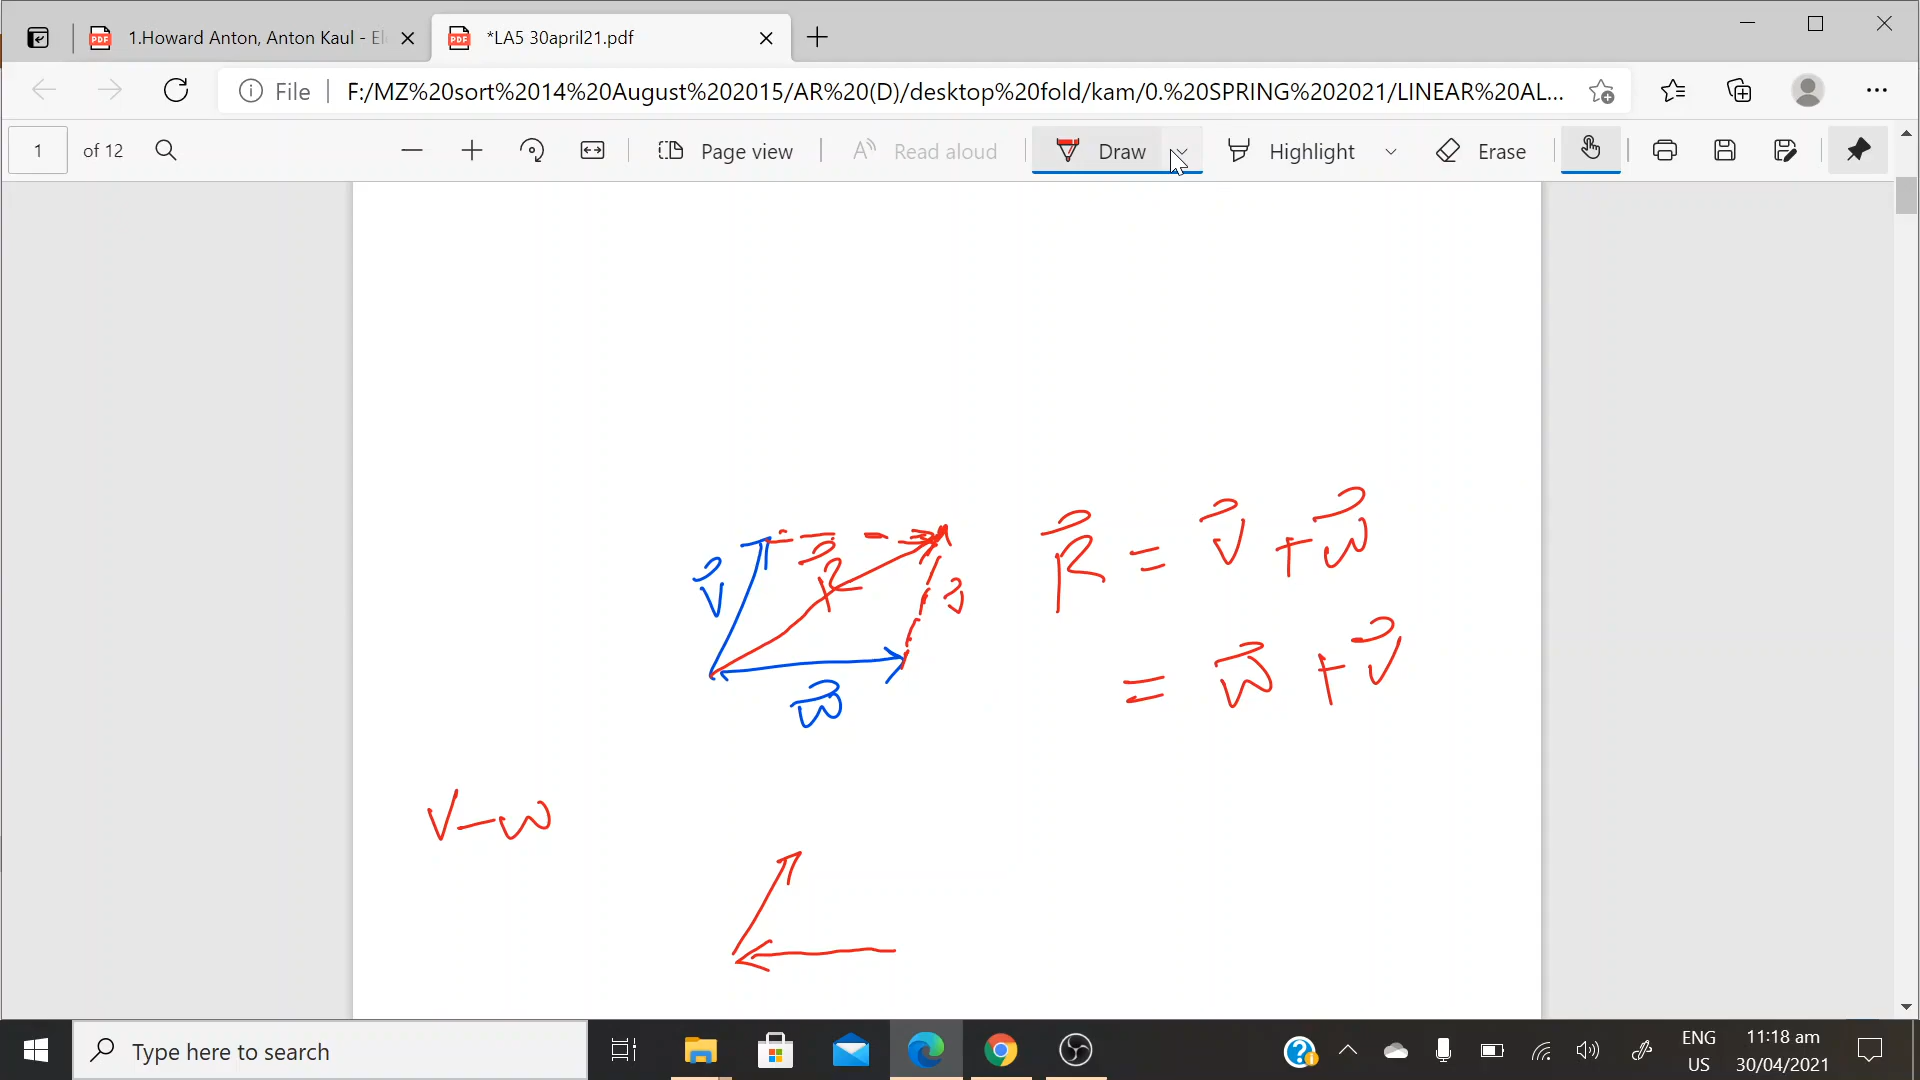 1.Howard Anton, Anton Kaul - El
*LA5 30april21.pdf
File
F:/MZ%20sort%2014%20August%202015/AR%20(D)/desktop%20fold/kam/0.%20SPRING%202021/LINEAR%20AL...
1
of 12
Page view
Read aloud
Draw
Highlight
Erase
V⃗
R⃗
v⃗
w⃗
R⃗ = V⃗ + w⃗
= w⃗ + v⃗
V-w
Type here to search
ENG
US
11:18 am
30/04/2021